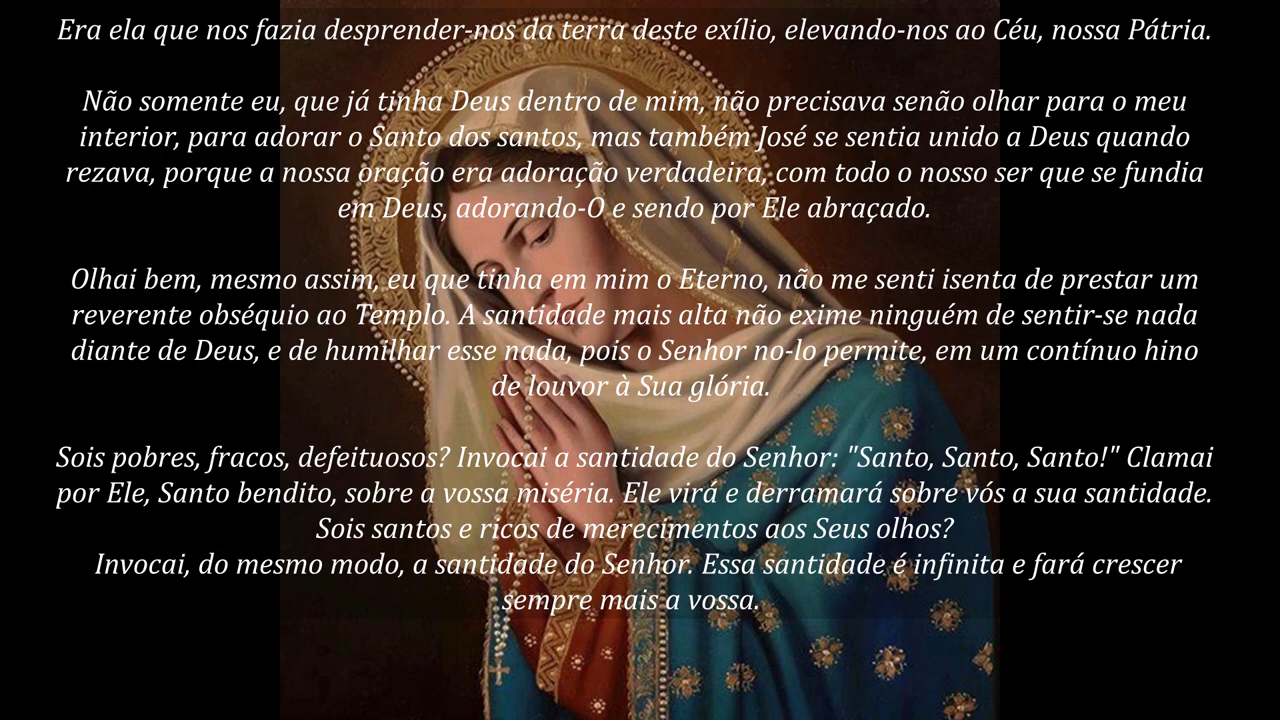 Era ela que nos fazia desprender-nos da terra deste exílio, elevando-nos ao Céu, nossa Pátria.
Não somente eu, que já tinha Deus dentro de mim, não precisava senão olhar para o meu
interior, para adorar o Santo dos santos, mas também José se sentia unido a Deus quando
rezava, porque a nossa oração era adoração verdadeira, com todo o nosso ser que se fundia
em Deus, adorando-O e sendo por Ele abraçado.
Olhai bem, mesmo assim, eu que tinha em mim o Eterno, não me senti isenta de prestar um
reverente obséquio ao Templo. A santidade mais alta não exime ninguém de sentir-se nada
diante de Deus, e de humilhar esse nada, pois o Senhor no-lo permite, em um contínuo hino
de louvor à Sua glória.
Sois pobres, fracos, defeituosos? Invocai a santidade do Senhor: "Santo, Santo, Santo!" Clamai
por Ele, Santo bendito, sobre a vossa miséria. Ele virá e derramará sobre vós a sua santidade.
Sois santos e ricos de merecimentos aos Seus olhos?
Invocai, do mesmo modo, a santidade do Senhor. Essa santidade é infinita e fará crescer
sempre mais a vossa.